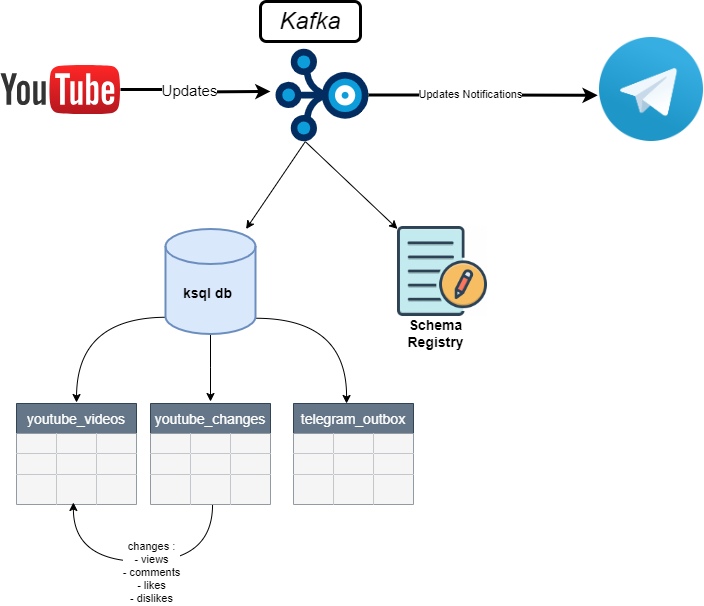 Kafka
YouTube
Updates
Updates Notifications
ksql db
Schema
Registry
youtube_videos
youtube_changes
telegram_outbox
changes :
- views
- comments
- likes
- dislikes